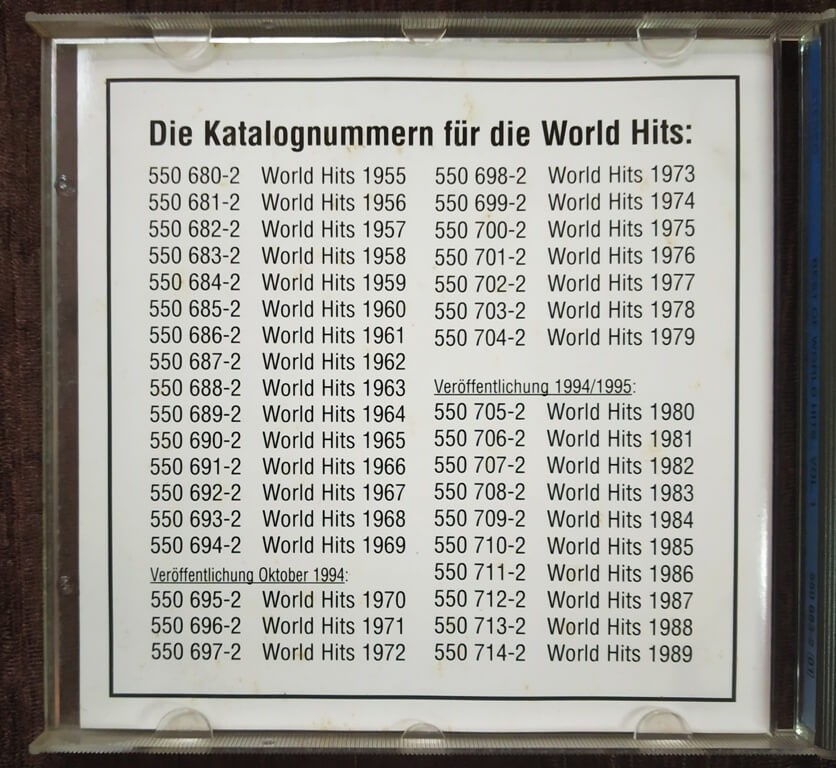 Die Katalognummern für die World Hits:
550 680-2 World Hits 1955
550 681-2 World Hits 1956
550 682-2 World Hits 1957
550 683-2 World Hits 1958
550 684-2 World Hits 1959
550 685-2 World Hits 1960
550 686-2 World Hits 1961
550 687-2 World Hits 1962
550 688-2 World Hits 1963
550 689-2 World Hits 1964
550 690-2 World Hits 1965
550 691-2 World Hits 1966
550 692-2 World Hits 1967
550 693-2 World Hits 1968
550 694-2 World Hits 1969
Veröffentlichung Oktober 1994:
550 695-2 World Hits 1970
550 696-2 World Hits 1971
550 697-2 World Hits 1972
550 698-2 World Hits 1973
550 699-2 World Hits 1974
550 700-2 World Hits 1975
550 701-2 World Hits 1976
550 702-2 World Hits 1977
550 703-2 World Hits 1978
550 704-2 World Hits 1979
Veröffentlichung 1994/1995:
550 705-2 World Hits 1980
550 706-2 World Hits 1981
550 707-2 World Hits 1982
550 708-2 World Hits 1983
550 709-2 World Hits 1984
550 710-2 World Hits 1985
550 711-2 World Hits 1986
550 712-2 World Hits 1987
550 713-2 World Hits 1988
550 714-2 World Hits 1989
BEST OF WORLD HITS VOL. 1